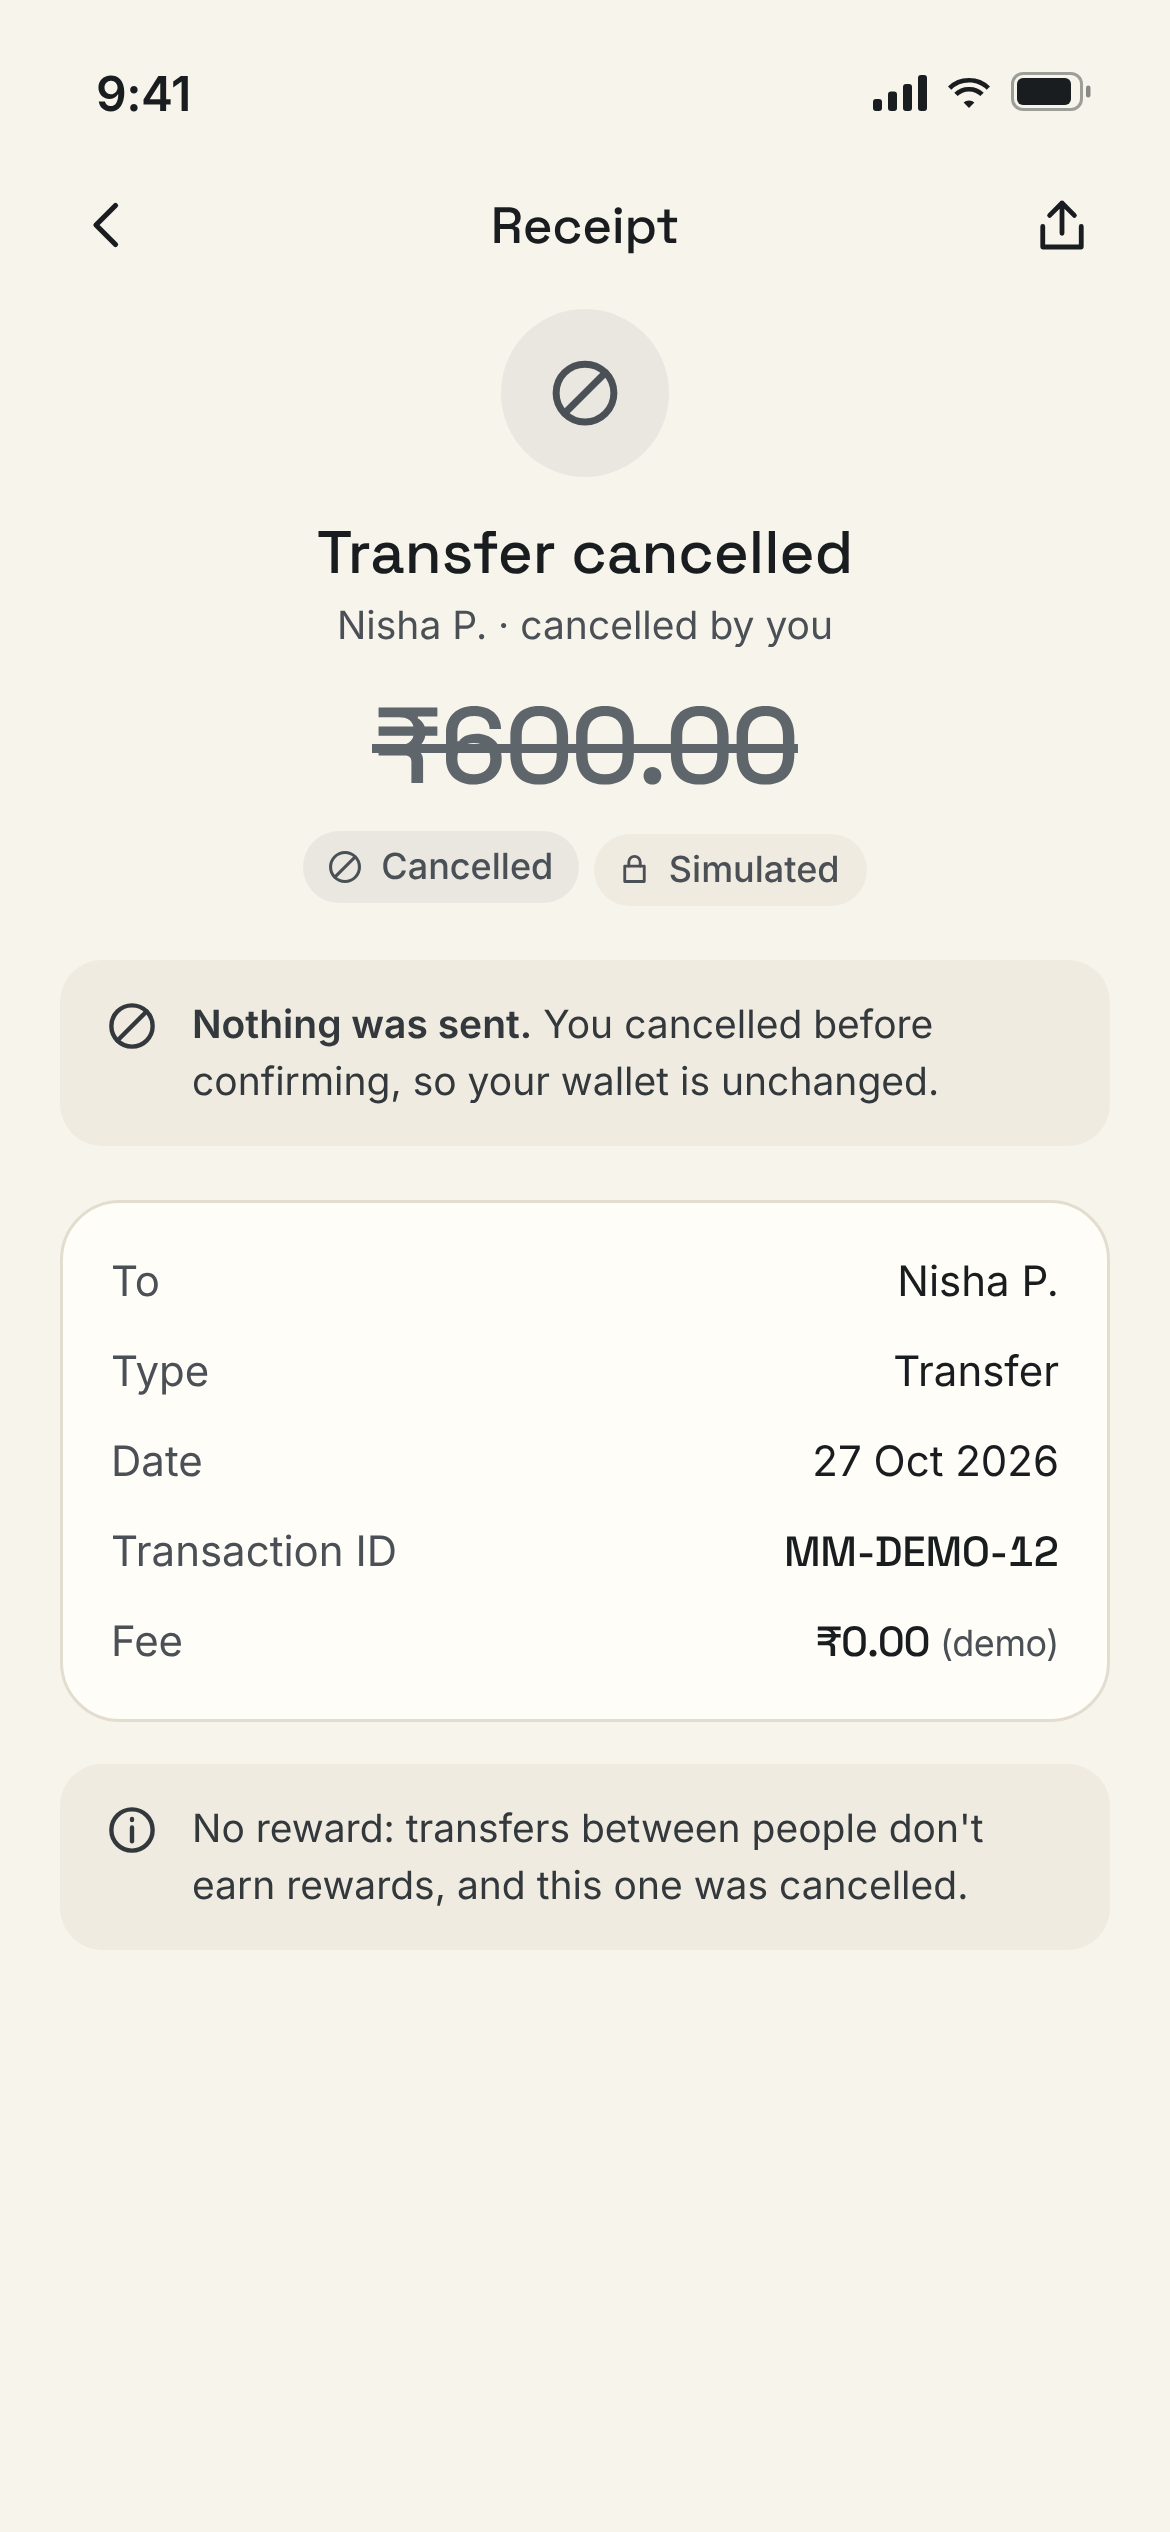 9:41
Receipt
Transfer cancelled
Nisha P. · cancelled by you
₹600.00
Cancelled
Simulated
Nothing was sent. You cancelled before
confirming, so your wallet is unchanged.
To Nisha P.
Type Transfer
Date 27 Oct 2026
Transaction ID MM-DEMO-12
Fee ₹0.00 (demo)
No reward: transfers between people don't
earn rewards, and this one was cancelled.